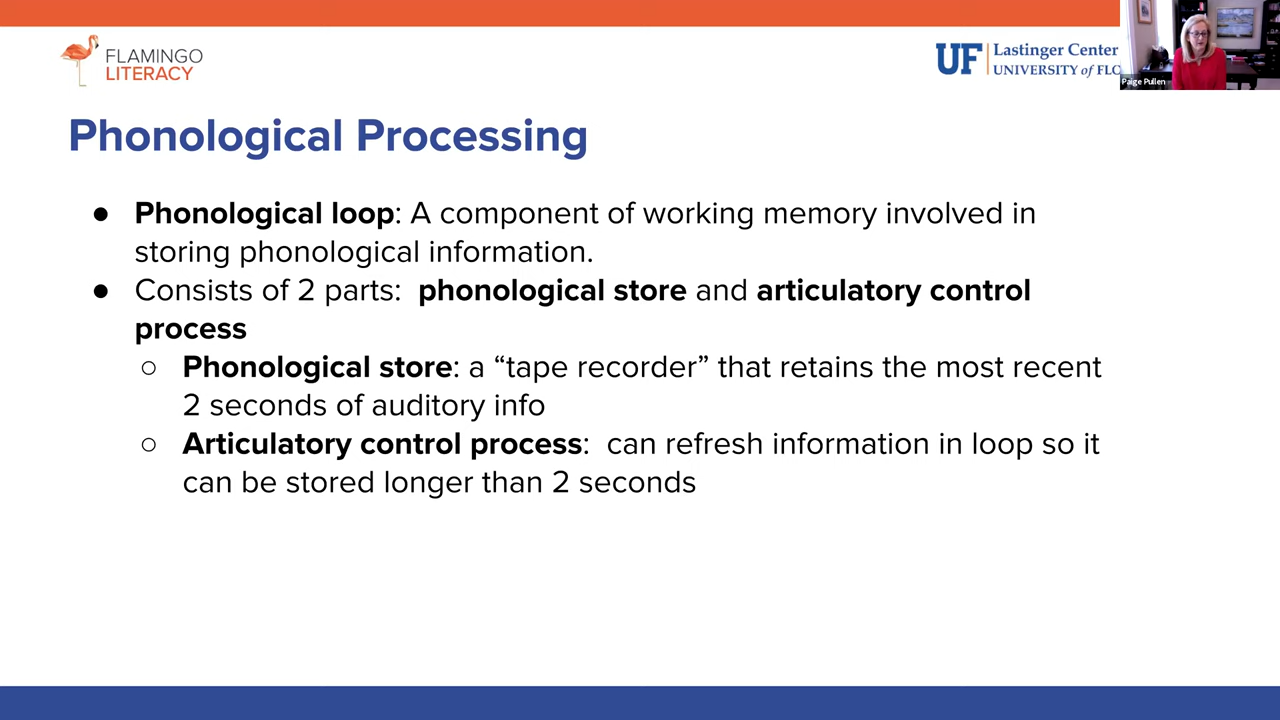 FLAMINGO
LITERACY
UF
Lastinger Center
UNIVERSITY of FLO
Paige Pullen
Phonological Processing
● Phonological loop: A component of working memory involved in
storing phonological information.
● Consists of 2 parts:  phonological store and articulatory control
process
○ Phonological store: a “tape recorder” that retains the most recent
2 seconds of auditory info
○ Articulatory control process:  can refresh information in loop so it
can be stored longer than 2 seconds